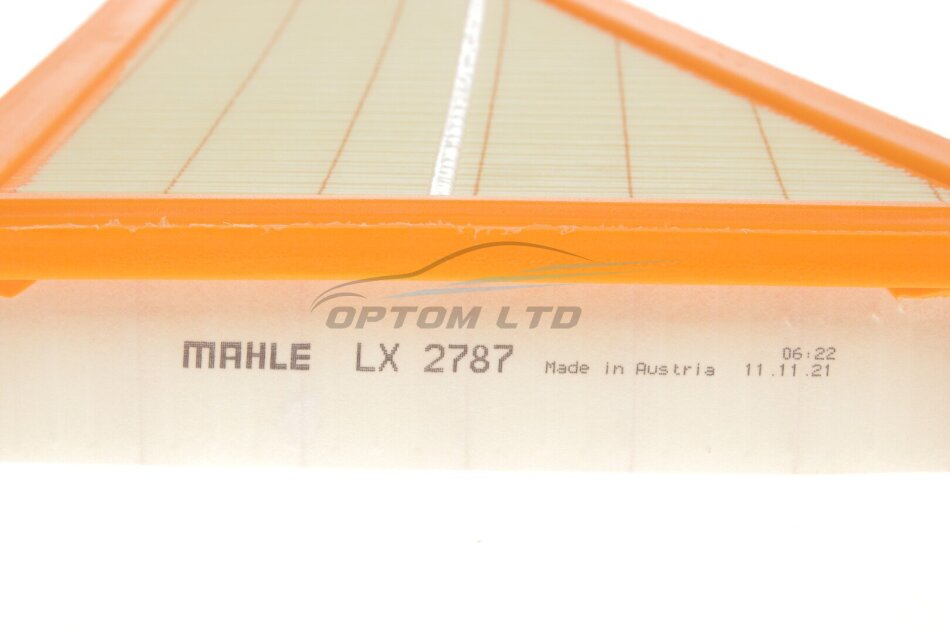 OPTOM LTD
MAHLE LX 2787 Made in Austria 06:22
11.11.21